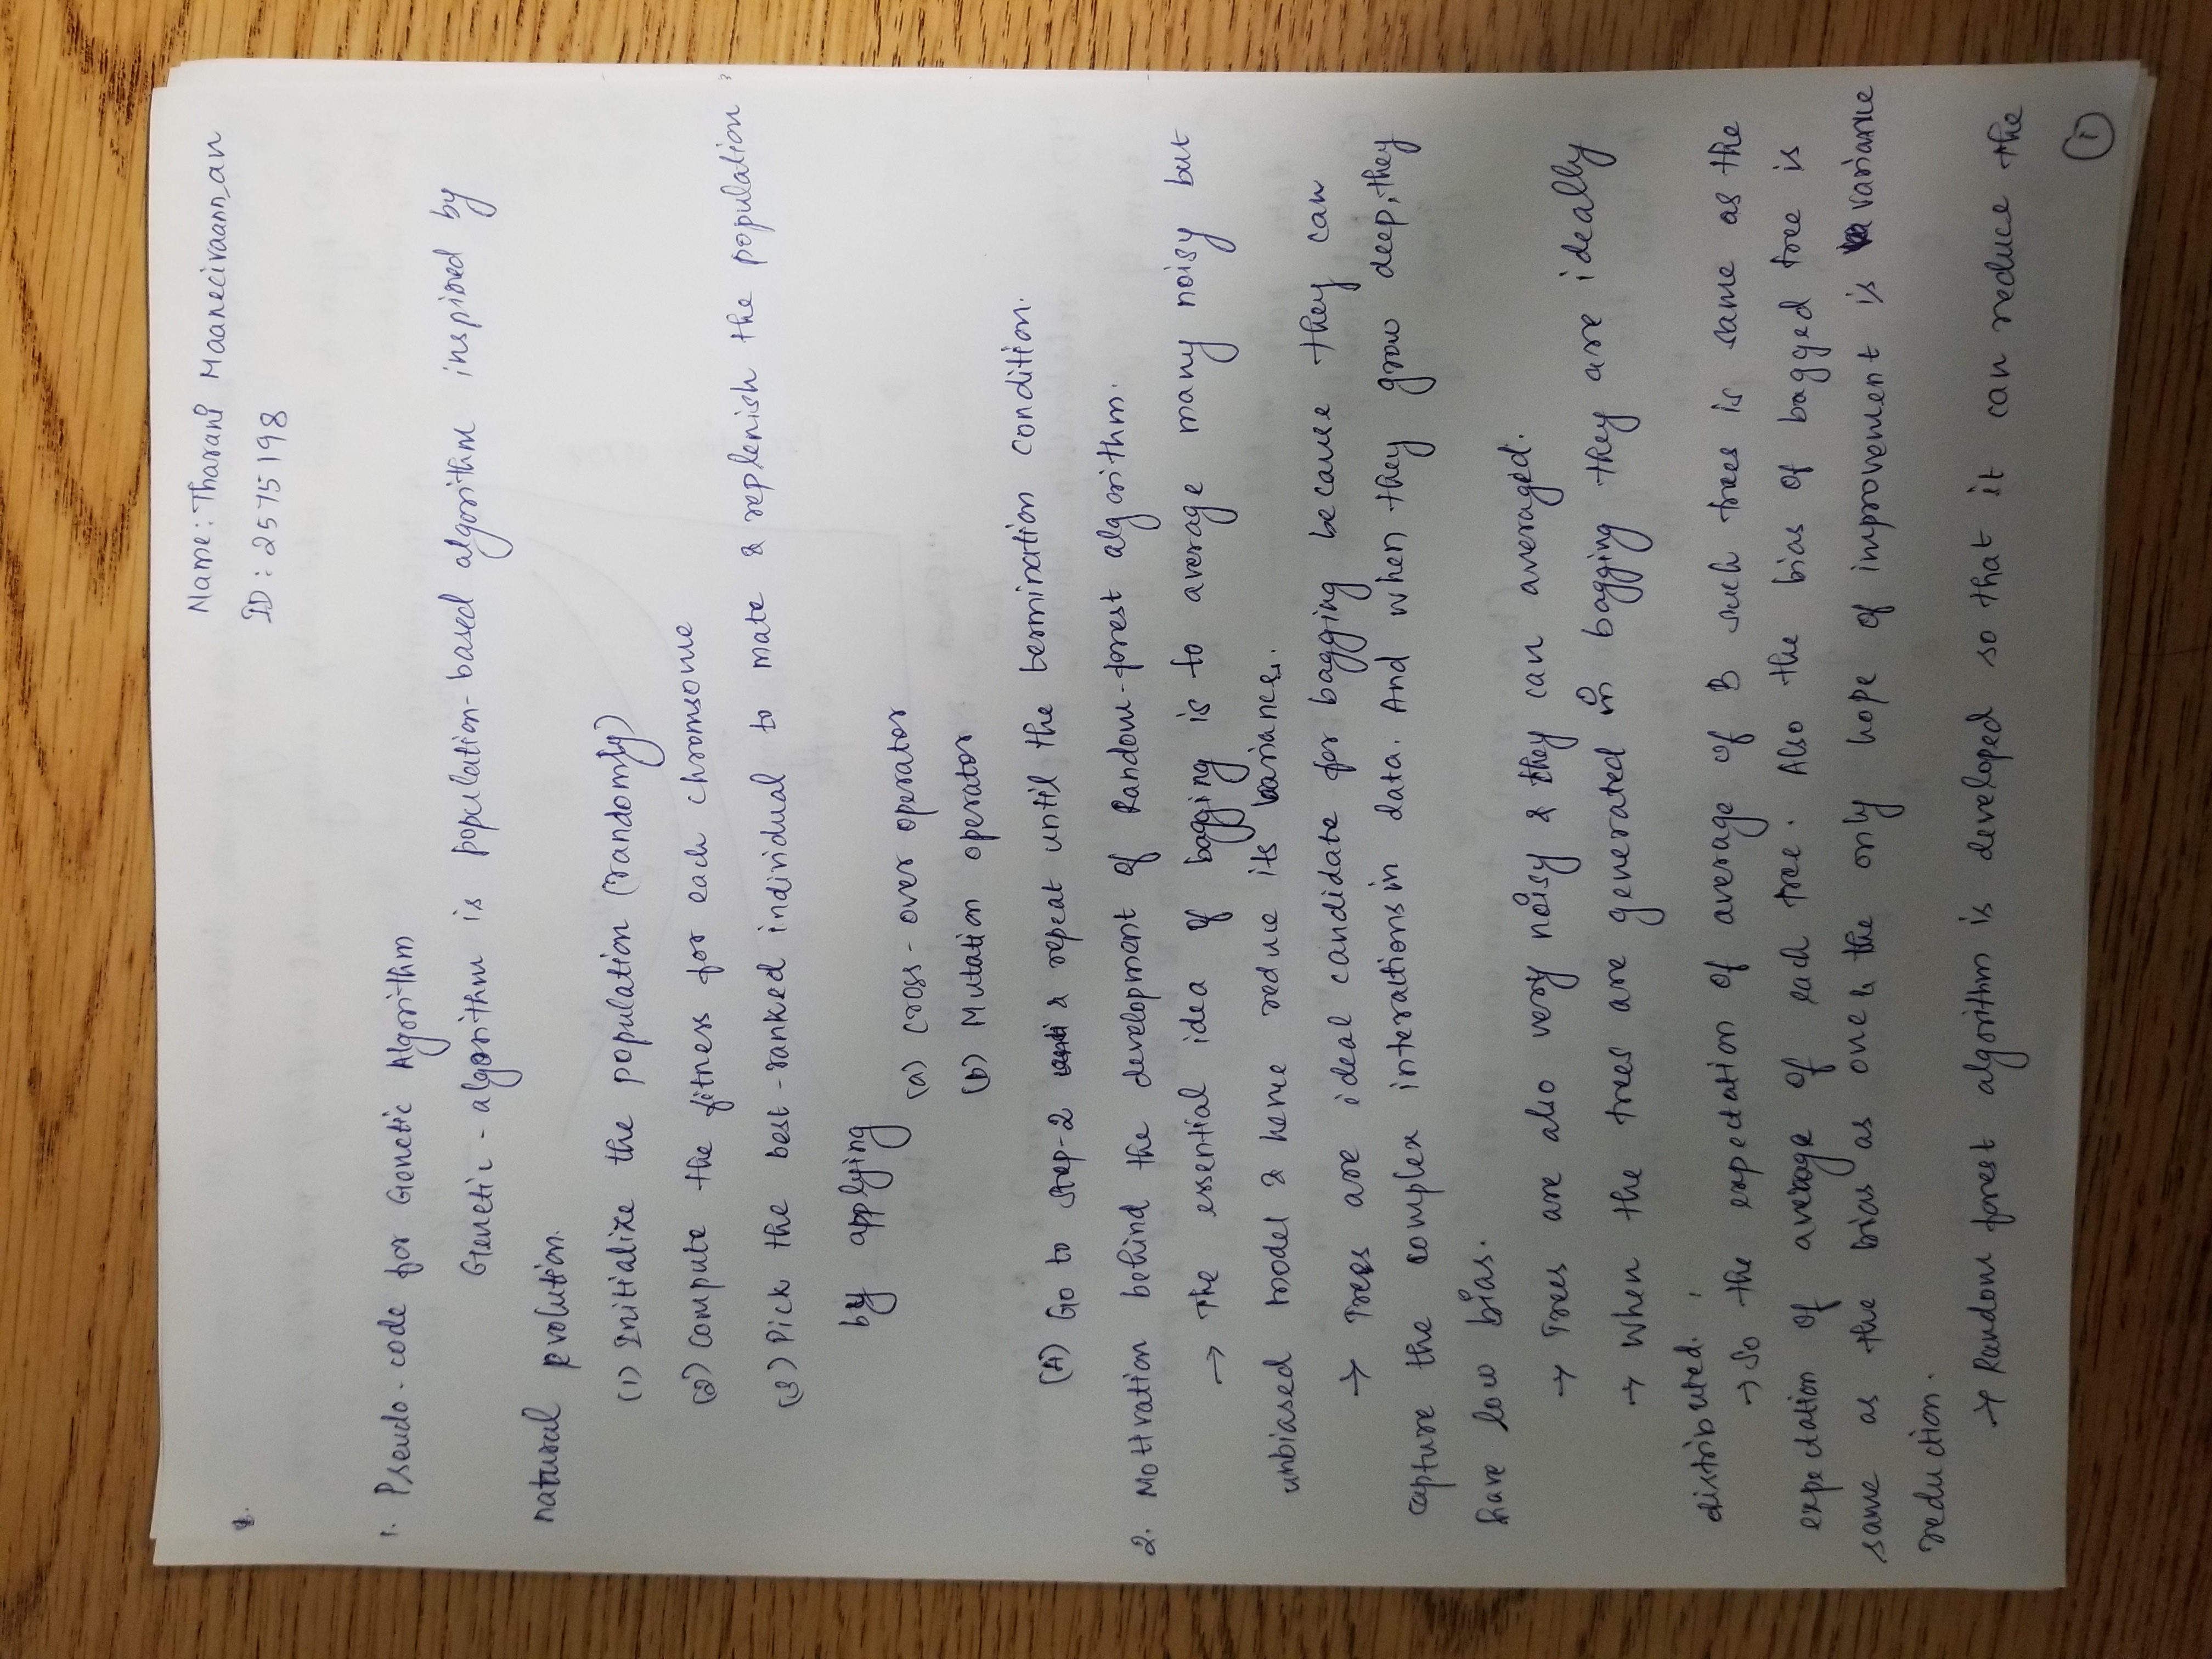 Name: Tharani Maanecivaannan
1.
ID: 2575198
1. Pseudo-code for Genetic Algorithm
Genetic-algorithm is population-based algorithm inspired by
natural evolution.
(1) Initialize the population (randomly)
(2) Compute the fitness for each chromsome
(3) Pick the best-ranked individual to mate & replenish the population
by applying
(a) Cross-over operator
(b) Mutation operator
(4) Go to step-2 & repeat until the termination condition.
2. Motivation behind the development of Random-forest algorithm.
→ The essential idea of bagging is to average many noisy but
unbiased model & hence reduce its variances.
→ Trees are ideal candidate for bagging because they can
capture the complex interactions in data. And when they grow deep, they
have low bias.
→ Trees are also very noisy & they can averaged.
→ When the trees are generated in bagging they are ideally
distributed.
→ So the expectation of average of B such trees is same as the
expectation of average of each tree. Also the bias of bagged tree is
same as the bias as one & the only hope of improvement is variance
reduction.
→ Random forest algorithm is developed so that it can reduce the
1